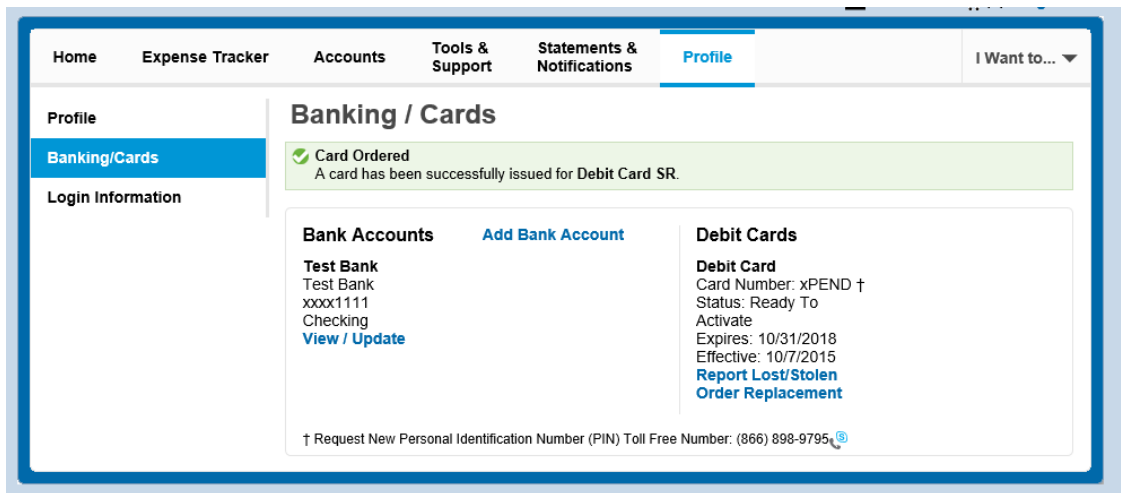 Home Expense Tracker Accounts Tools & Support Statements & Notifications Profile I Want to...
Profile
Banking/Cards
Login Information
Banking / Cards
Card Ordered
A card has been successfully issued for Debit Card SR.
Bank Accounts Add Bank Account
Test Bank
Test Bank
xxxx1111
Checking
View / Update
Debit Cards
Debit Card
Card Number: xPEND †
Status: Ready To
Activate
Expires: 10/31/2018
Effective: 10/7/2015
Report Lost/Stolen
Order Replacement
† Request New Personal Identification Number (PIN) Toll Free Number: (866) 898-9795